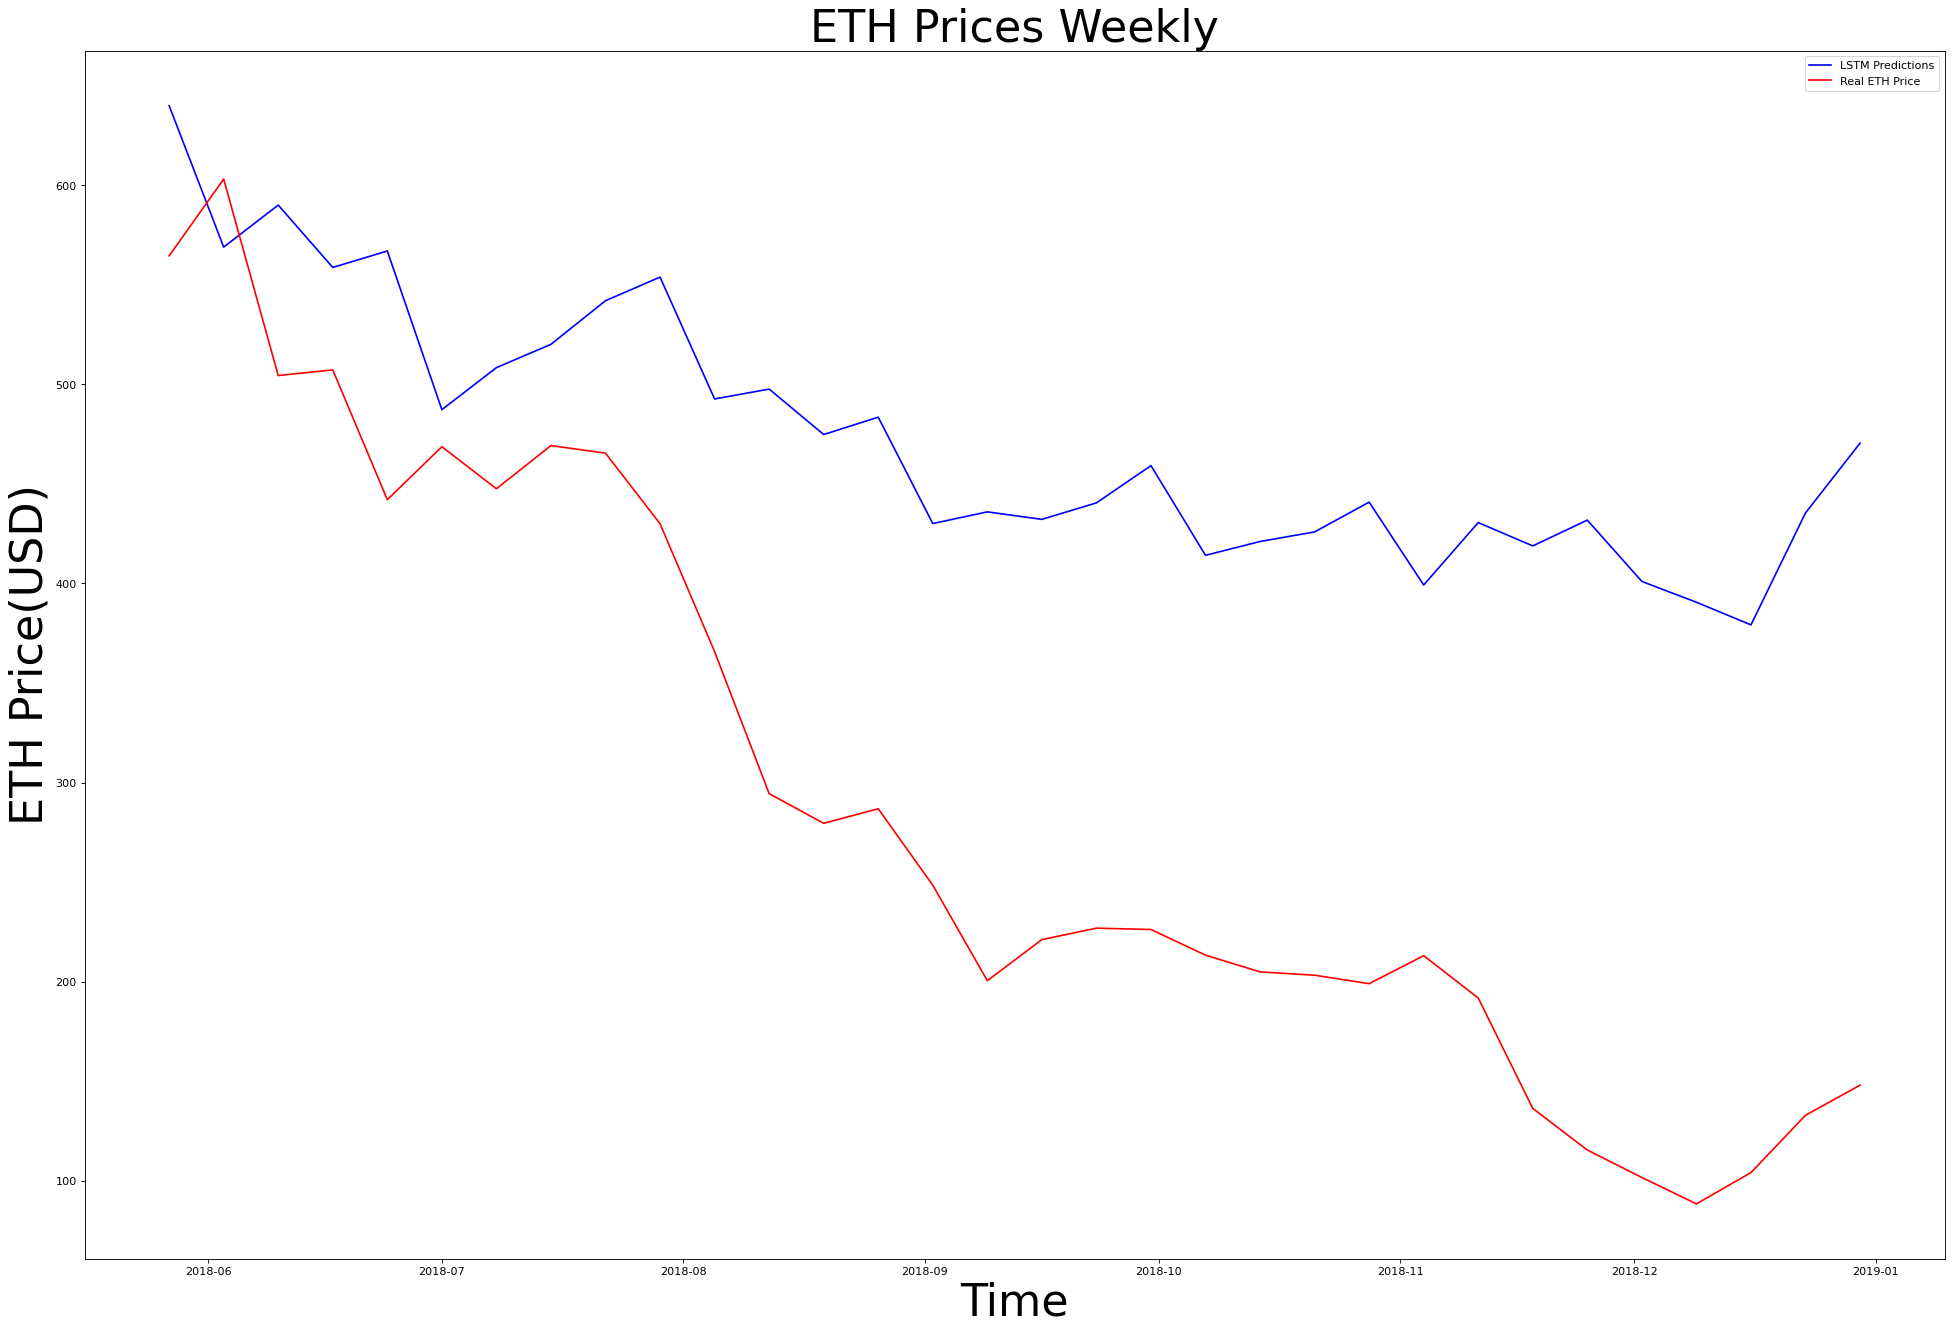 ETH Prices Weekly
LSTM Predictions
Real ETH Price
ETH Price(USD)
600
500
400
300
200
100
2018-06
2018-07
2018-08
2018-09
2018-10
2018-11
2018-12
2019-01
Time